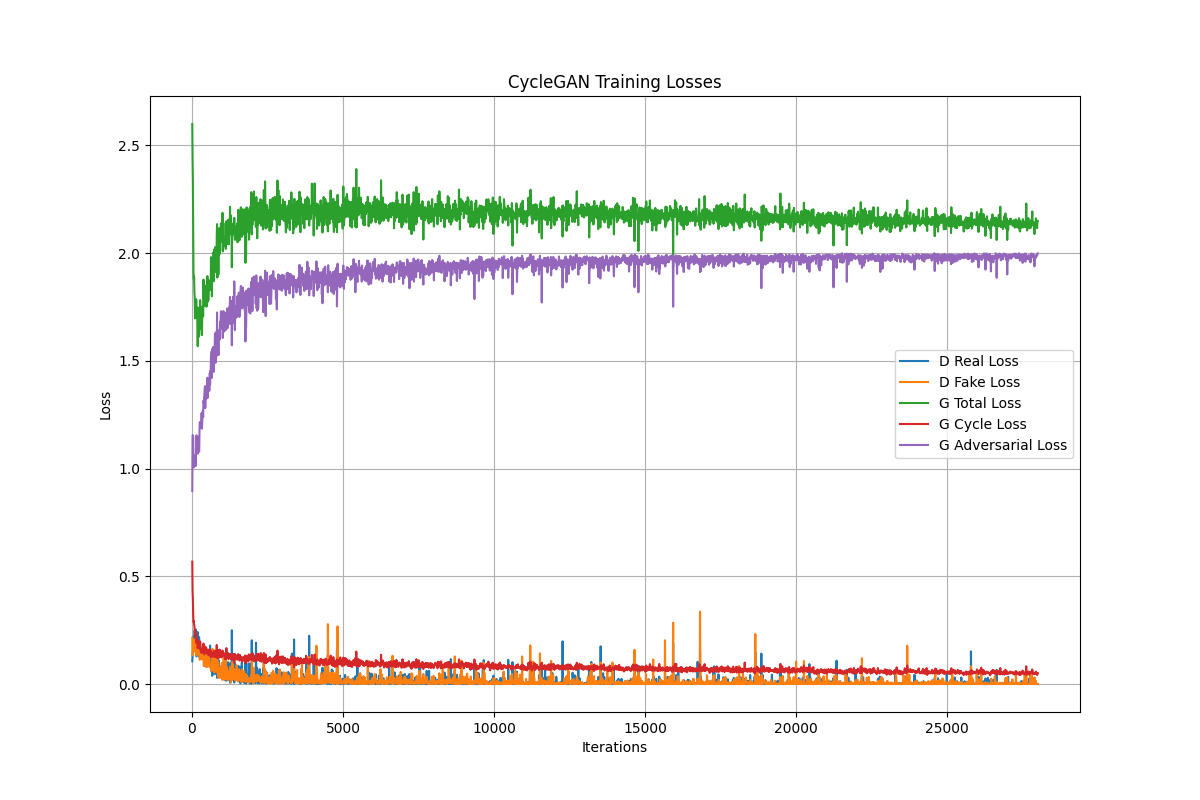 CycleGAN Training Losses
2.5
2.0
1.5
1.0
0.5
0.0
Loss
D Real Loss
D Fake Loss
G Total Loss
G Cycle Loss
G Adversarial Loss
0 5000 10000 15000 20000 25000
Iterations